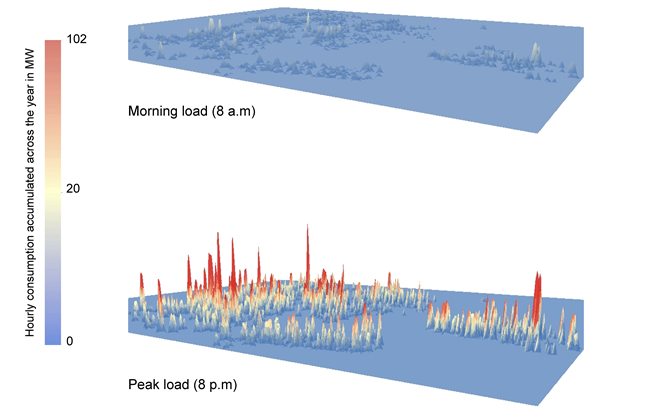 Hourly consumption accumulated across the year in MW
102
20
0
Morning load (8 a.m)
Peak load (8 p.m)